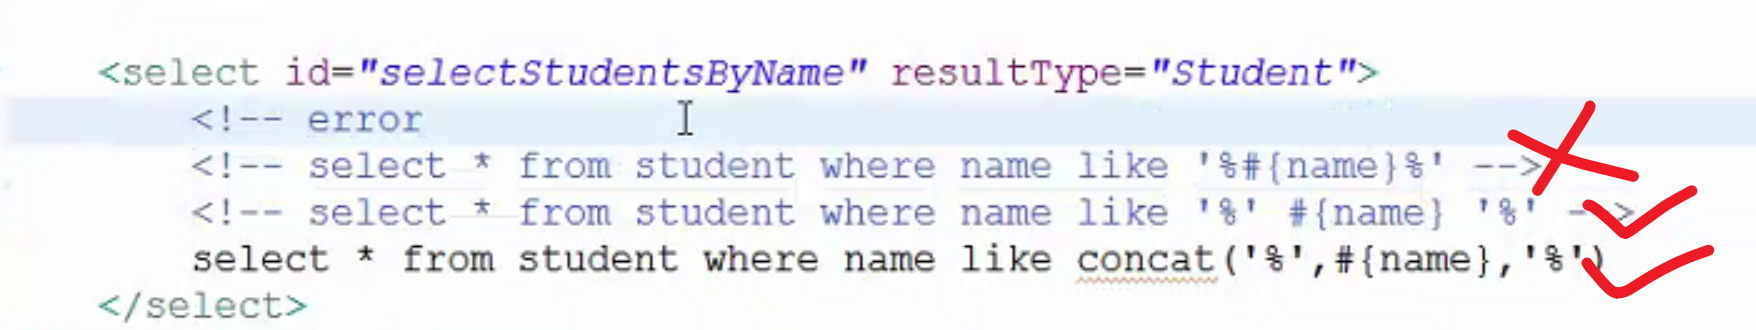 <select id="selectStudentsByName" resultType="Student">
<!-- error
<!-- select * from student where name like '%#{name}%' -->
<!-- select * from student where name like '%' #{name} '%' -->
select * from student where name like concat('%',#{name},'%')
</select>